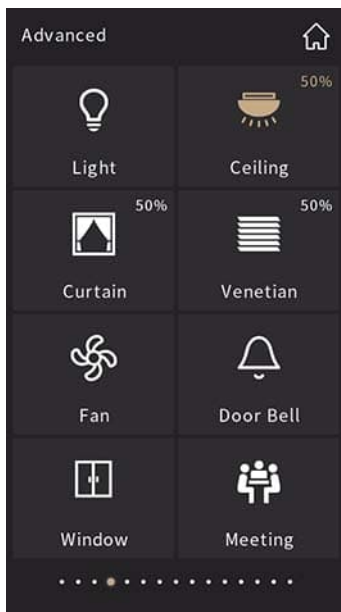 Advanced
50%
Light
Ceiling
50%
50%
Curtain
Venetian
Fan
Door Bell
Window
Meeting